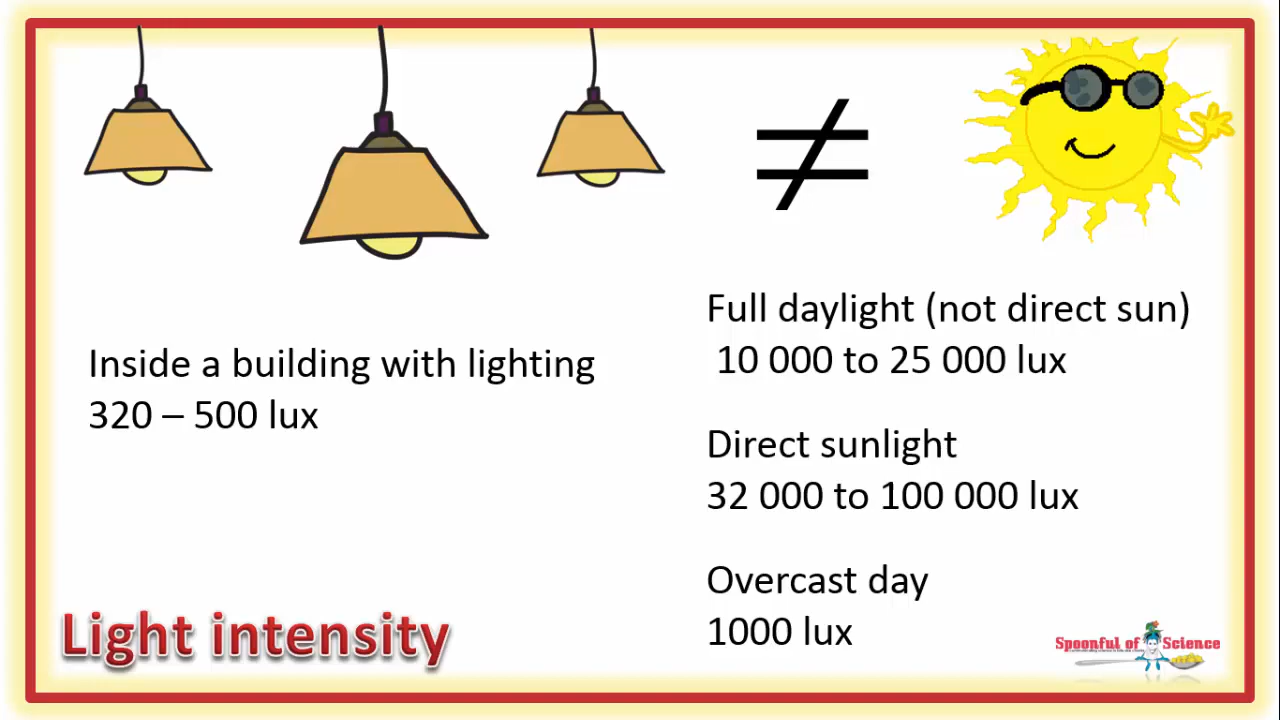 ≠
Full daylight (not direct sun)
10 000 to 25 000 lux
Inside a building with lighting
320 – 500 lux
Direct sunlight
32 000 to 100 000 lux
Overcast day
1000 lux
Light intensity
Spoonful of Science